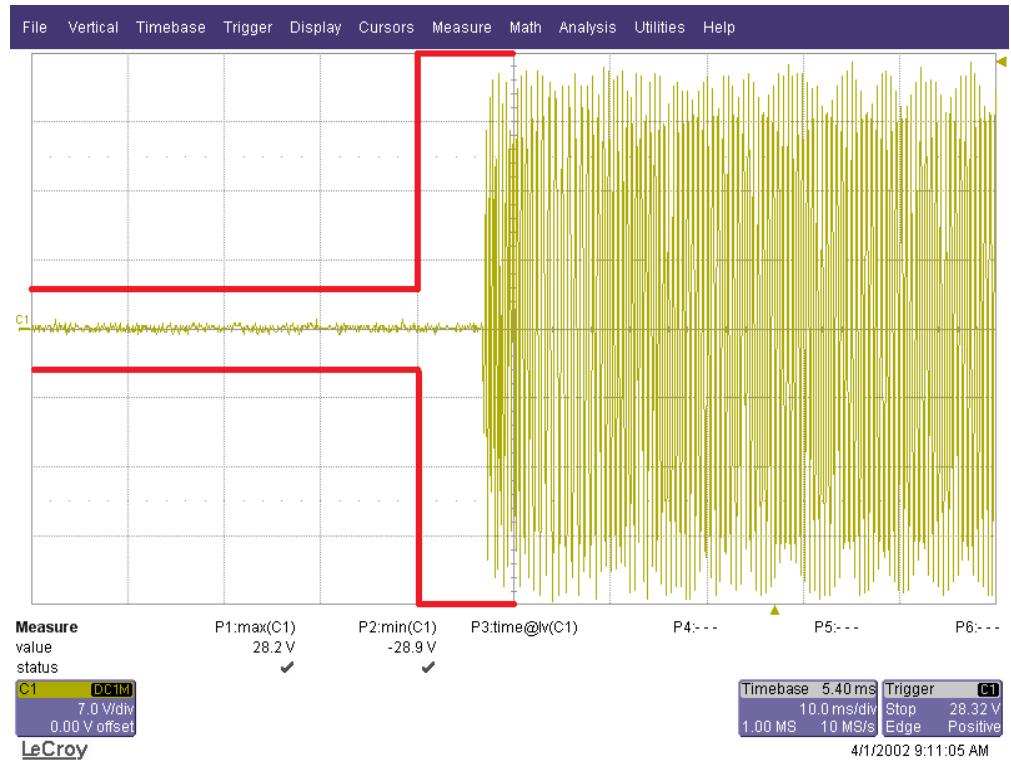 File Vertical Timebase Trigger Display Cursors Measure Math Analysis Utilities Help
C1
Measure P1:max(C1) P2:min(C1) P3:time@lv(C1) P4:- - - P5:- - - P6:- - -
value 28.2 V -28.9 V
status
C1 DC1M
7.0 V/div
0.00 V offset
Timebase 5.40 ms
10.0 ms/div
1.00 MS 10 MS/s
Trigger C1
Stop 28.32 V
Edge Positive
LeCroy
4/1/2002 9:11:05 AM